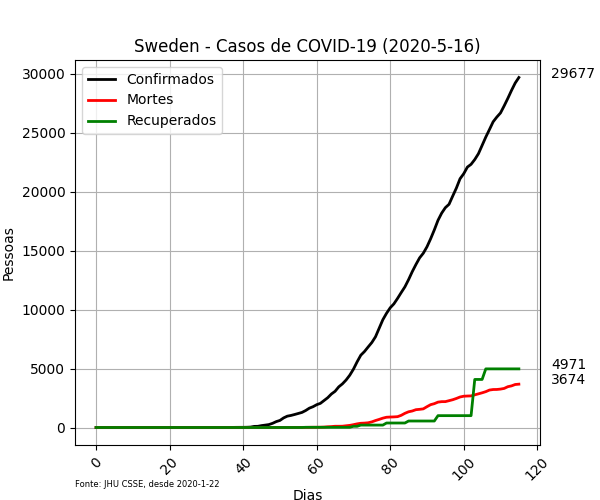 Sweden - Casos de COVID-19 (2020-5-16)
Confirmados
Mortes
Recuperados
30000
25000
20000
15000
10000
5000
0
Pessoas
29677
4971
3674
0
20
40
60
80
100
120
Dias
Fonte: JHU CSSE, desde 2020-1-22